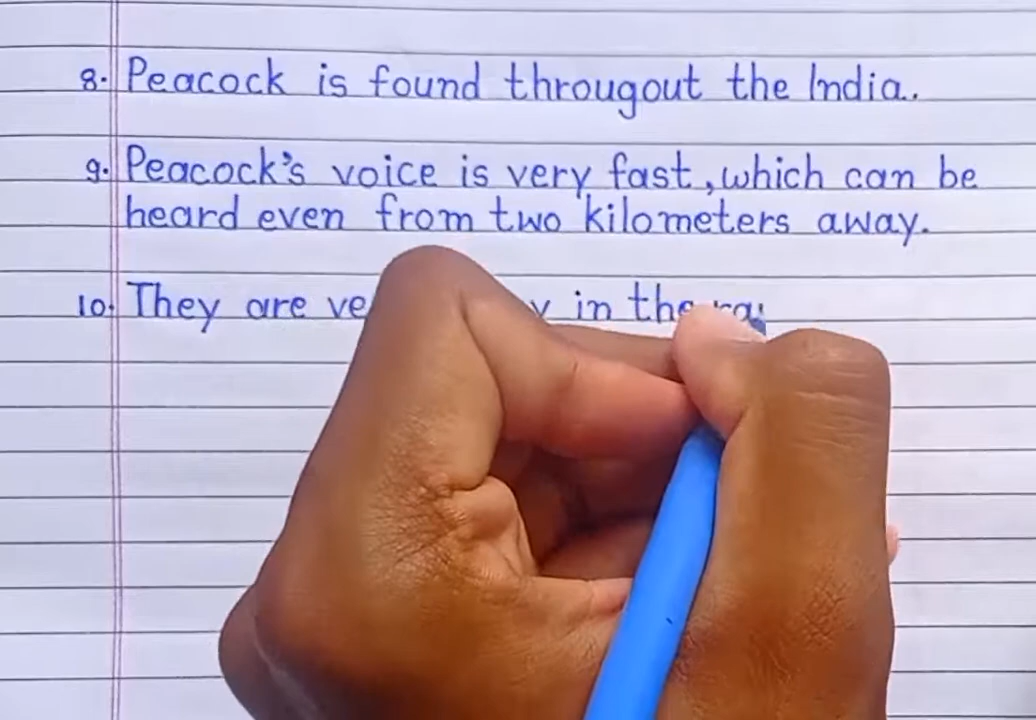 8. Peacock is found througout the India.
9. Peacock's voice is very fast, which can be
heard even from two kilometers away.
10. They are in the